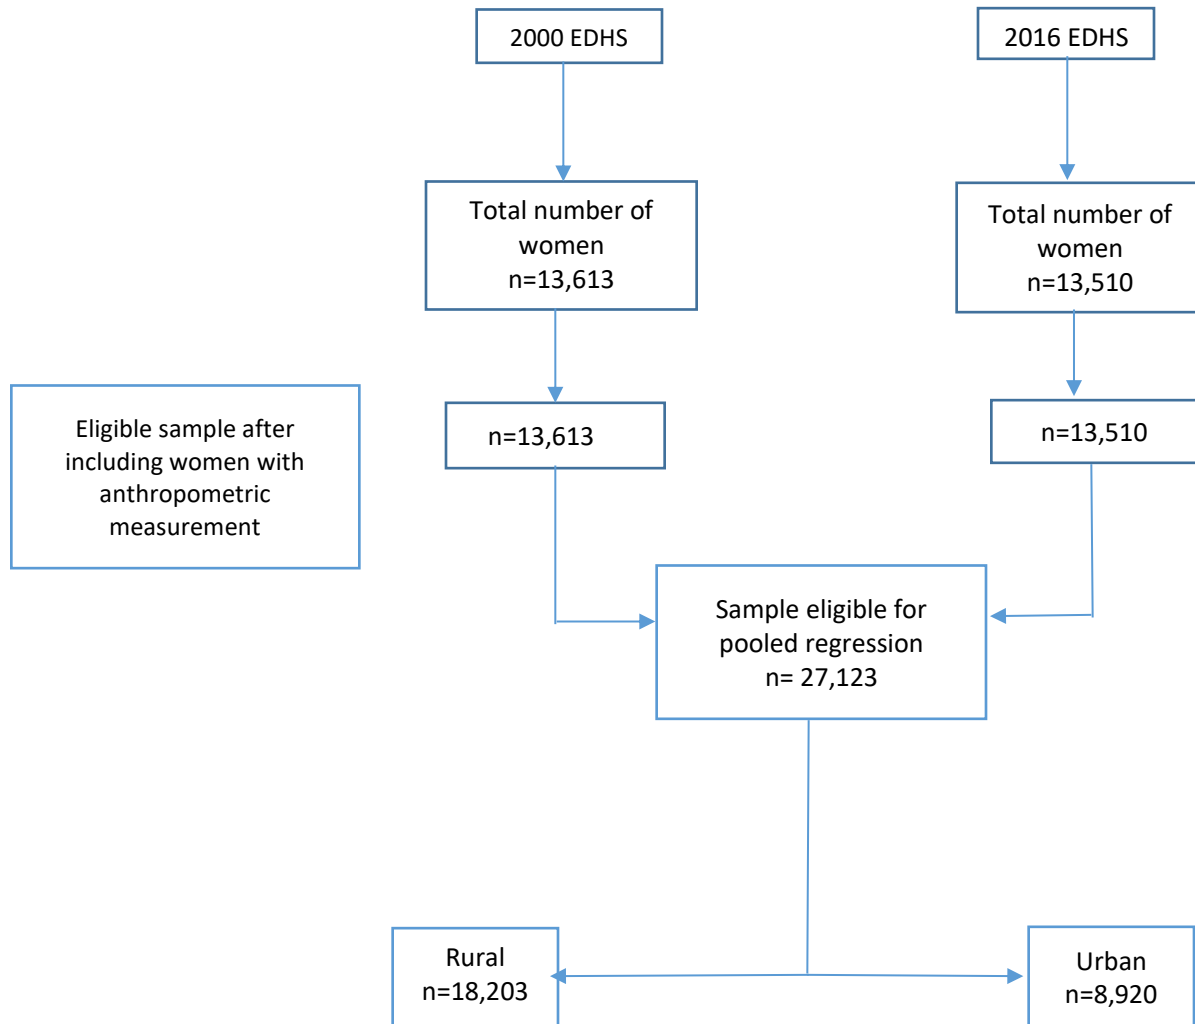 2000 EDHS
2016 EDHS
Total number of
women
n=13,613
Total number of
women
n=13,510
Eligible sample after
including women with
anthropometric
measurement
n=13,613
n=13,510
Sample eligible for
pooled regression
n= 27,123
Rural
n=18,203
Urban
n=8,920